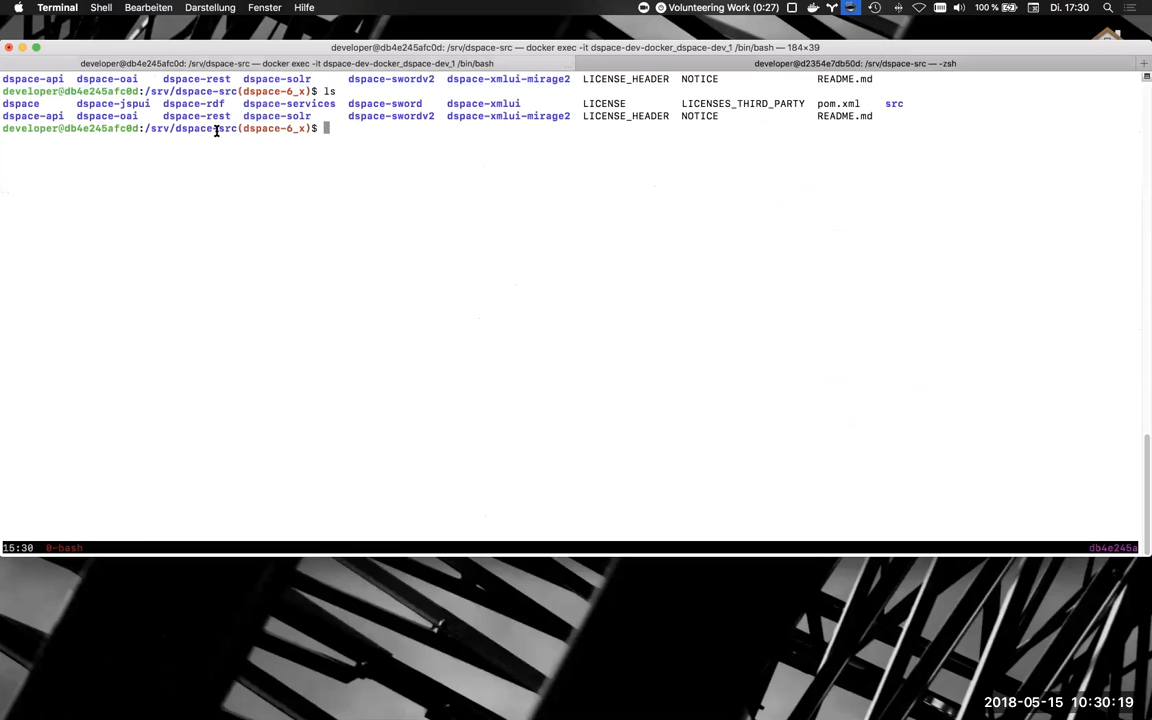 Terminal Shell Bearbeiten Darstellung Fenster Hilfe Volunteering Work (0:27) 100 % Di. 17:30
developer@db4e245afc0d: /srv/dspace-src — docker exec -it dspace-dev-docker_dspace-dev_1 /bin/bash — 184×39
developer@db4e245afc0d: /srv/dspace-src — docker exec -it dspace-dev-docker_dspace-dev_1 /bin/bash ... developer@d2354e7db50d: /srv/dspace-src — -zsh +
dspace-api dspace-oai dspace-rest dspace-solr dspace-swordv2 dspace-xmlui-mirage2 LICENSE_HEADER NOTICE README.md
developer@db4e245afc0d:/srv/dspace-src(dspace-6_x)$ ls
dspace dspace-jspui dspace-rdf dspace-services dspace-sword dspace-xmlui LICENSE LICENSES_THIRD_PARTY pom.xml src
dspace-api dspace-oai dspace-rest dspace-solr dspace-swordv2 dspace-xmlui-mirage2 LICENSE_HEADER NOTICE README.md
developer@db4e245afc0d:/srv/dspace-src(dspace-6_x)$
15:30 0-bash db4e245a
2018-05-15 10:30:19